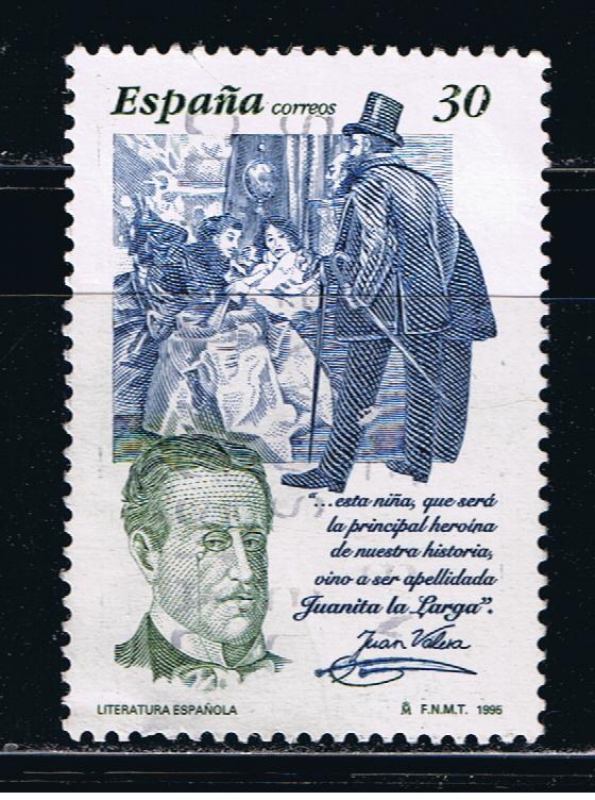 España correos 30
"...esta niña, que será
la principal heroína
de nuestra historia,
vino a ser apellidada
Juanita la Larga".
Juan Valera
LITERATURA ESPAÑOLA
F.N.M.T. 1995